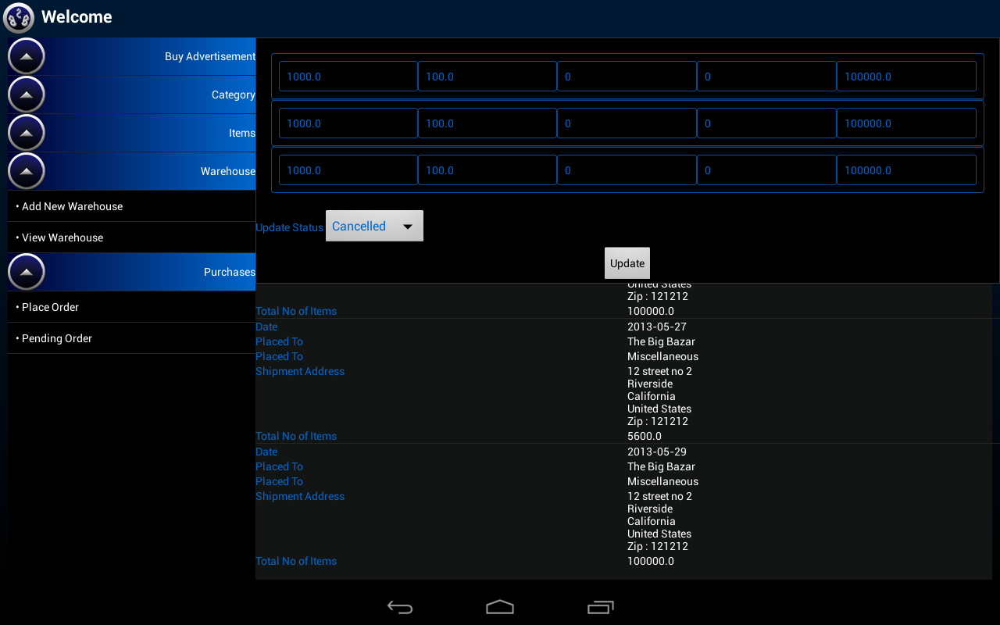 Welcome
Buy Advertisement
Category
Items
Warehouse
• Add New Warehouse
• View Warehouse
Purchases
• Place Order
• Pending Order
1000.0 100.0 0 0 100000.0
1000.0 100.0 0 0 100000.0
1000.0 100.0 0 0 100000.0
Update Status Cancelled
Update
United States
Zip : 121212
Total No of Items 100000.0
Date 2013-05-27
Placed To The Big Bazar
Placed To Miscellaneous
Shipment Address 12 street no 2
Riverside
California
United States
Zip : 121212
Total No of Items 5600.0
Date 2013-05-29
Placed To The Big Bazar
Placed To Miscellaneous
Shipment Address 12 street no 2
Riverside
California
United States
Zip : 121212
Total No of Items 100000.0